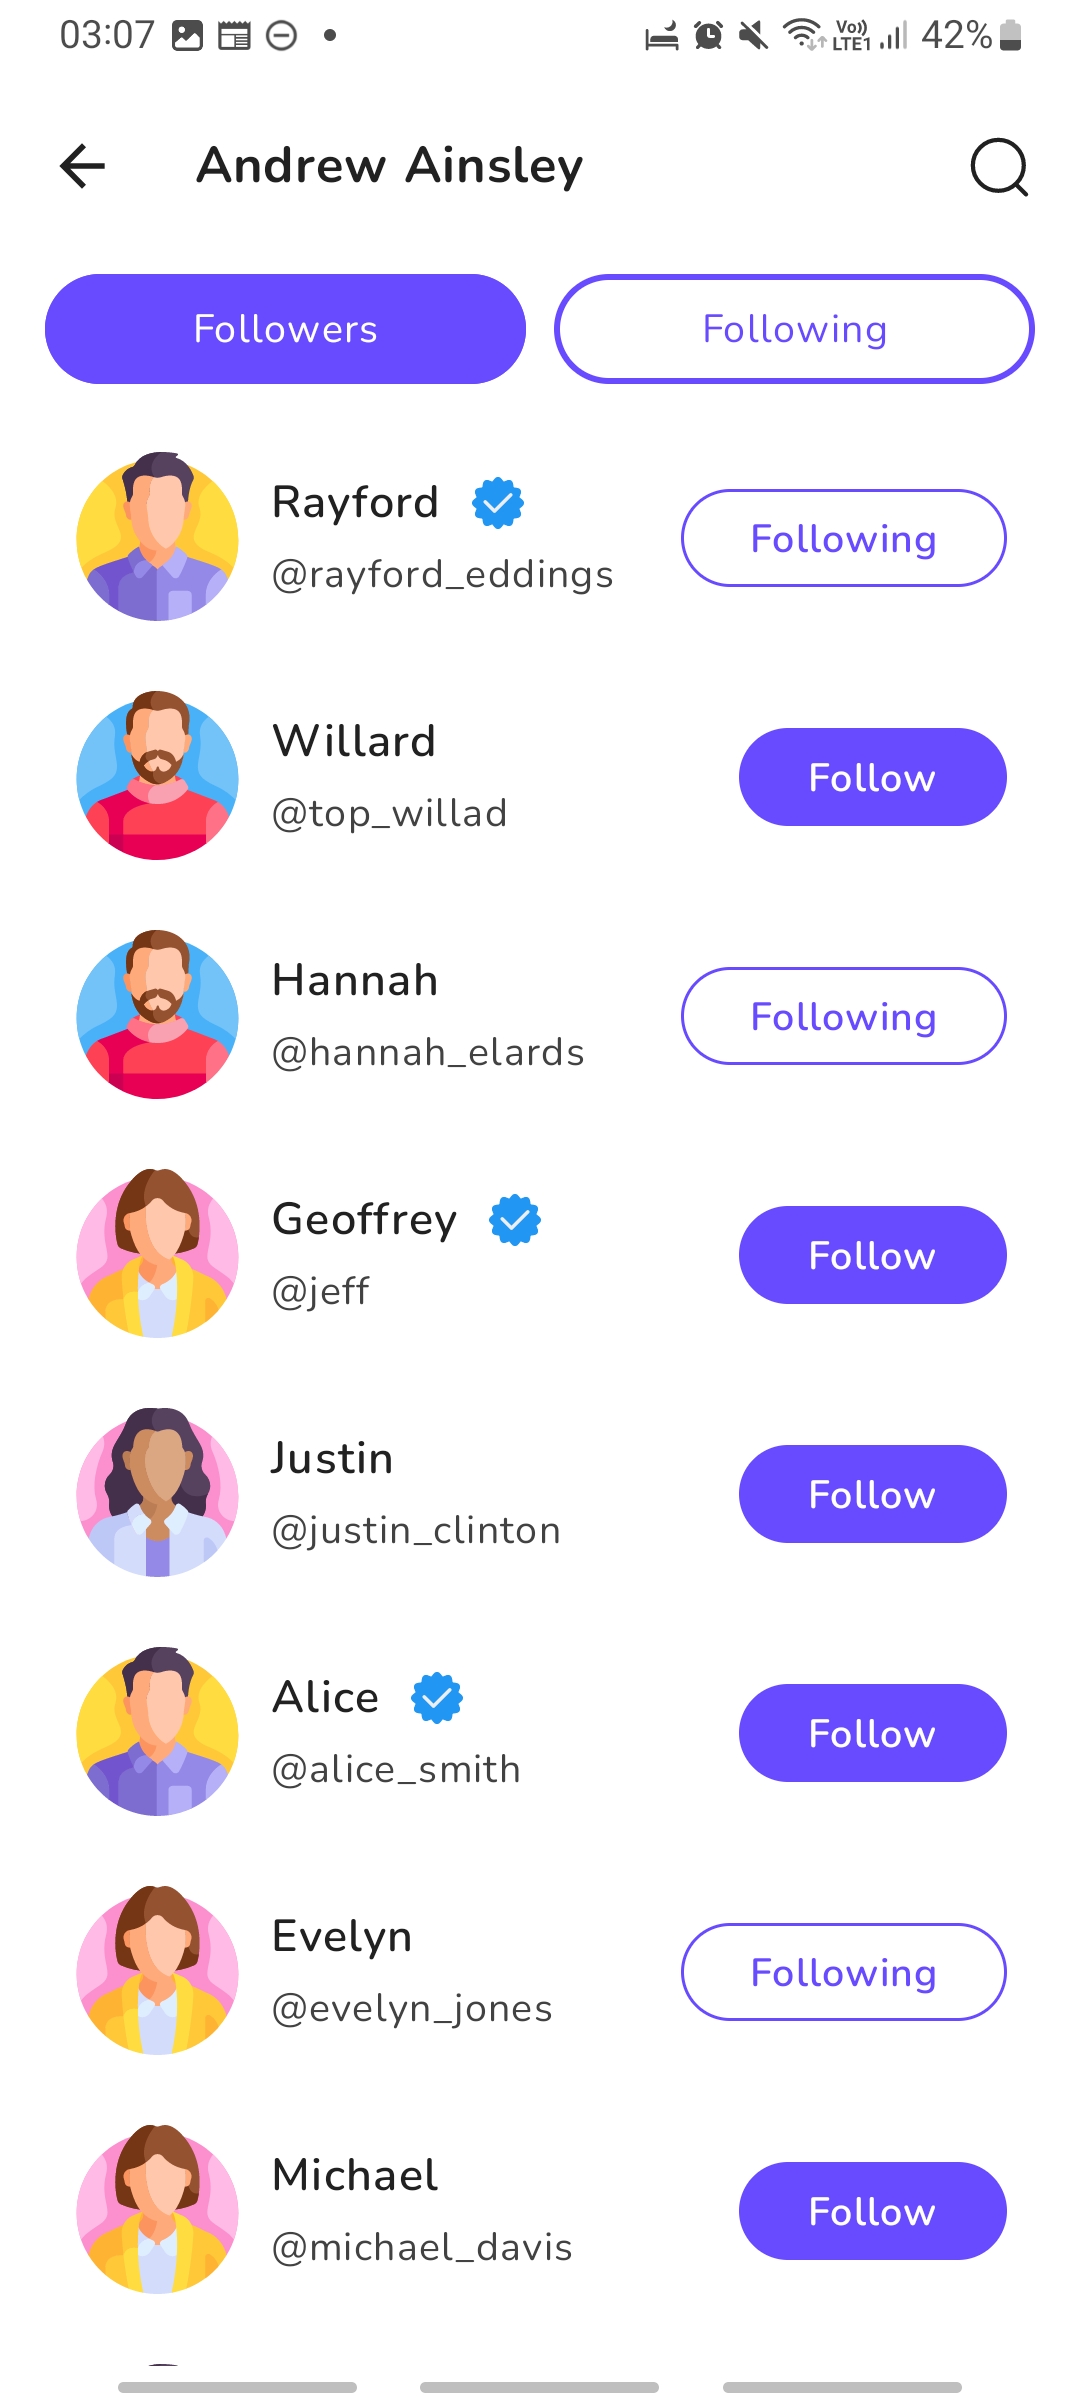 03:07 Vo)) LTE1 42%
Andrew Ainsley
Followers Following
Rayford
@rayford_eddings
Following
Willard
@top_willad
Follow
Hannah
@hannah_elards
Following
Geoffrey
@jeff
Follow
Justin
@justin_clinton
Follow
Alice
@alice_smith
Follow
Evelyn
@evelyn_jones
Following
Michael
@michael_davis
Follow